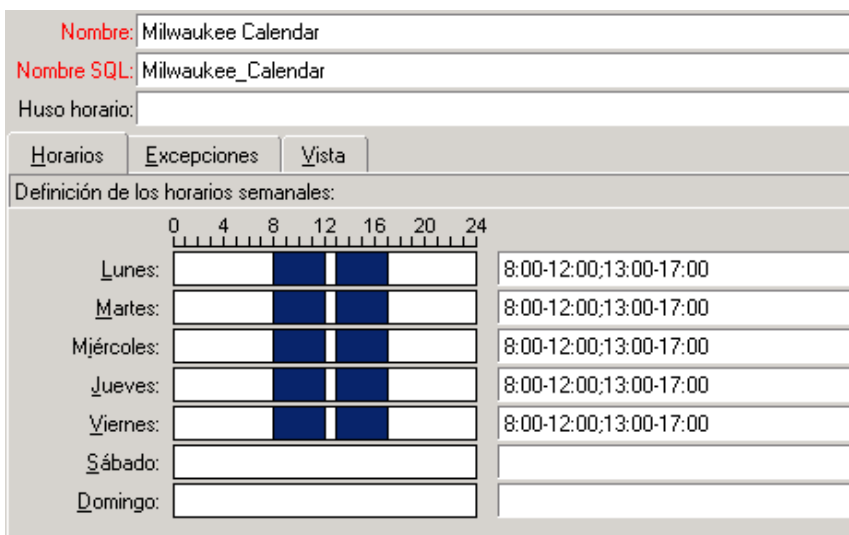 Nombre: Milwaukee Calendar
Nombre SQL: Milwaukee_Calendar
Huso horario:
Horarios Excepciones Vista
Definición de los horarios semanales:
0 4 8 12 16 20 24
Lunes: 8:00-12:00;13:00-17:00
Martes: 8:00-12:00;13:00-17:00
Miércoles: 8:00-12:00;13:00-17:00
Jueves: 8:00-12:00;13:00-17:00
Viernes: 8:00-12:00;13:00-17:00
Sábado:
Domingo: